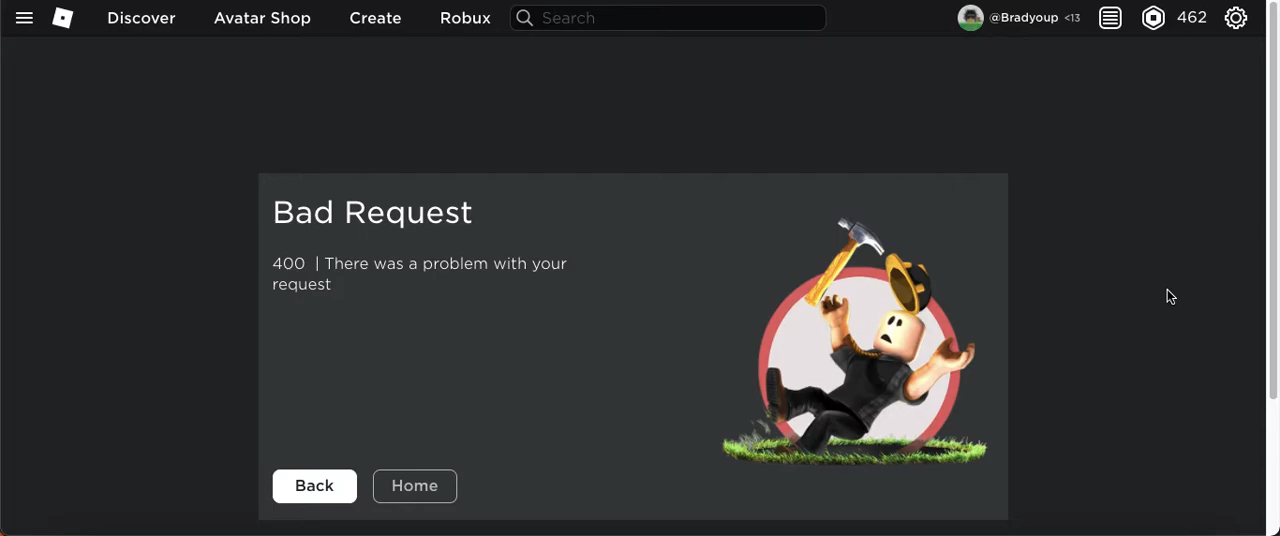 Discover Avatar Shop Create Robux Search @Bradyoup <13 462
Bad Request
400 | There was a problem with your
request
Back Home